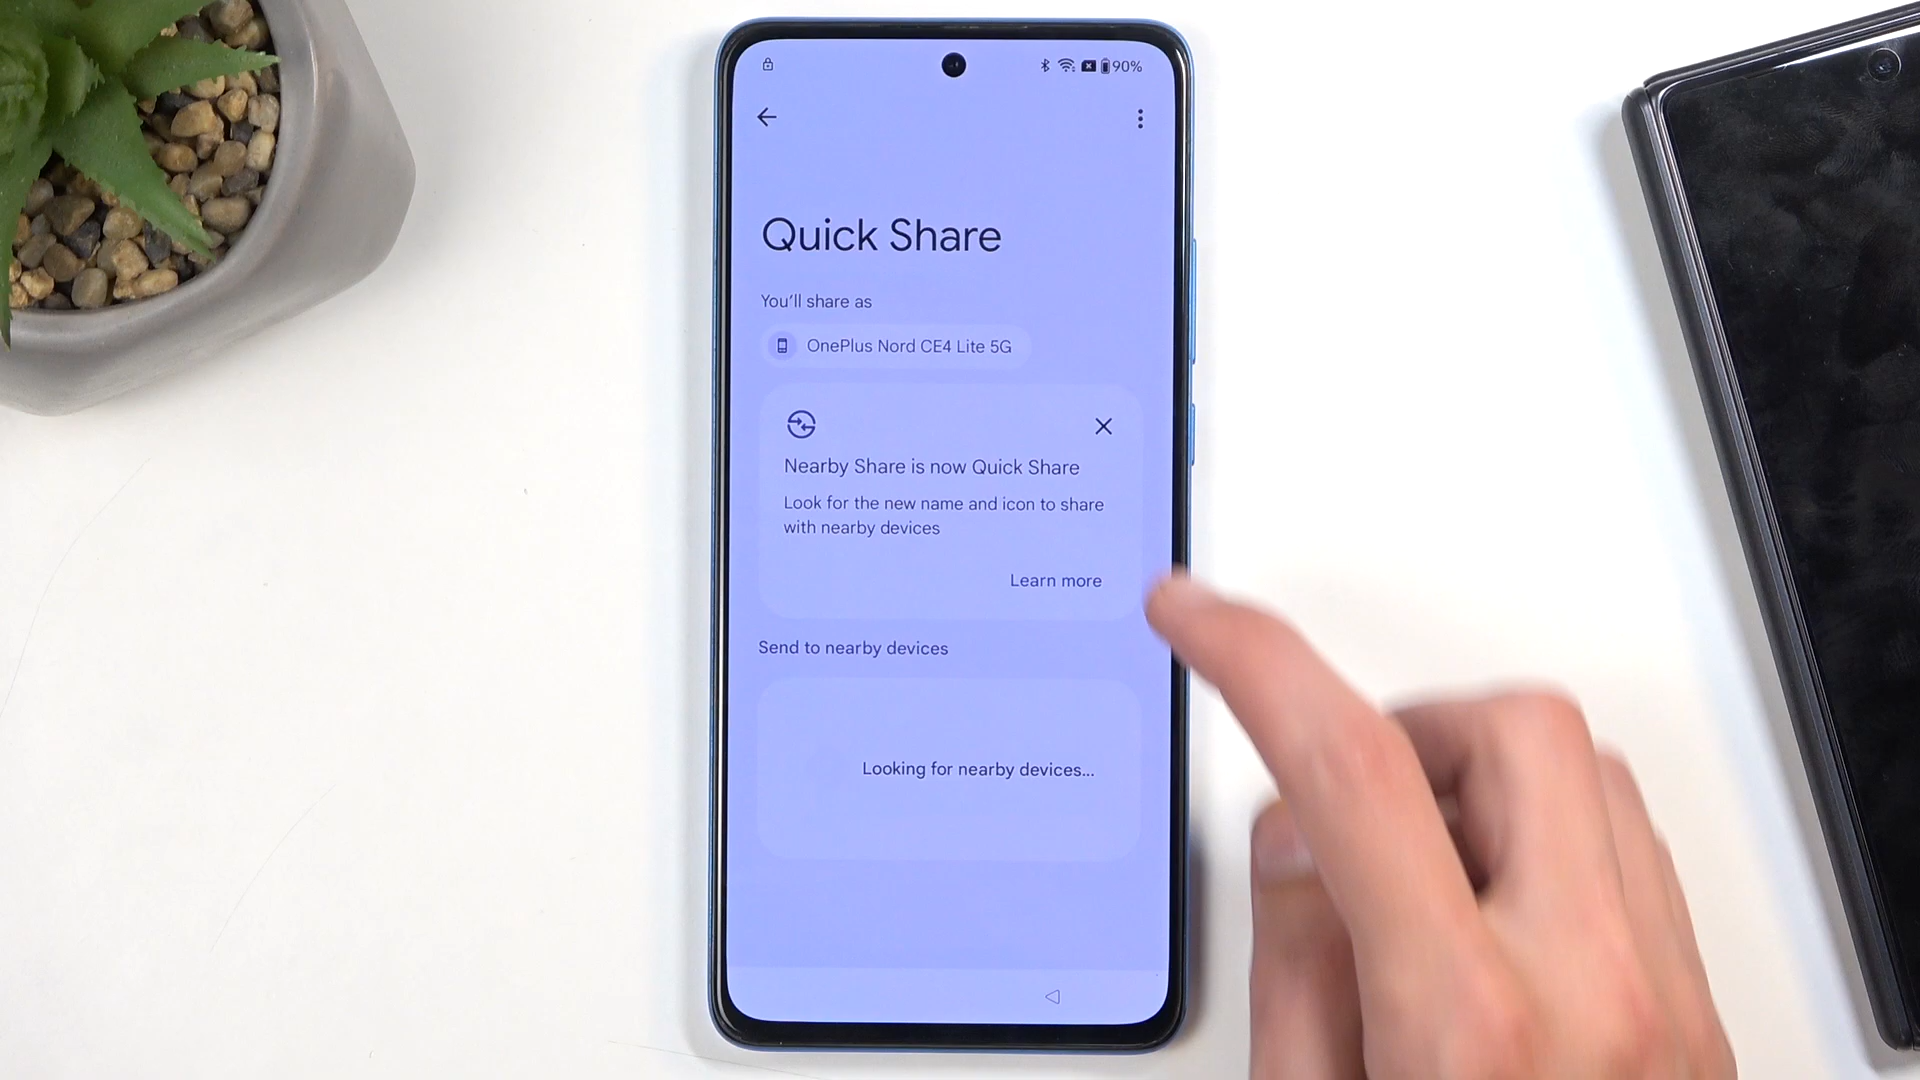 90%
Quick Share
You'll share as
OnePlus Nord CE4 Lite 5G
Nearby Share is now Quick Share
Look for the new name and icon to share
with nearby devices
Learn more
Send to nearby devices
Looking for nearby devices...